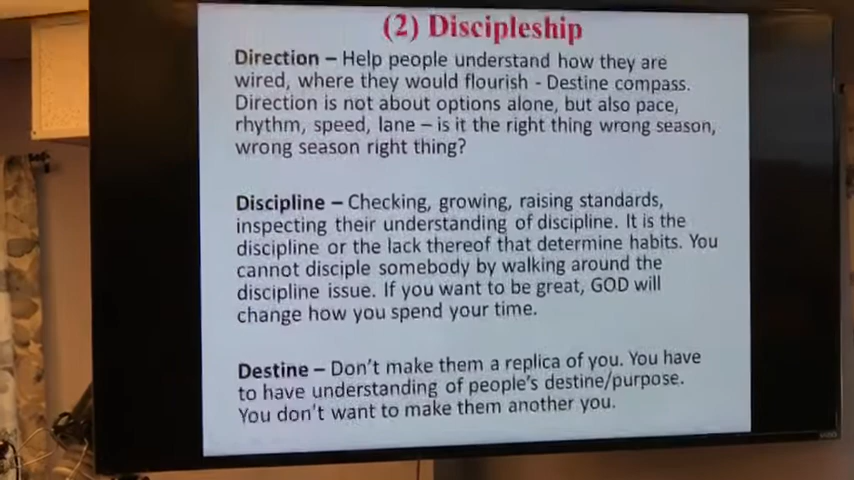 (2) Discipleship
Direction – Help people understand how they are
wired, where they would flourish - Destine compass.
Direction is not about options alone, but also pace,
rhythm, speed, lane – is it the right thing wrong season,
wrong season right thing?
Discipline – Checking, growing, raising standards,
inspecting their understanding of discipline. It is the
discipline or the lack thereof that determine habits. You
cannot disciple somebody by walking around the
discipline issue. If you want to be great, GOD will
change how you spend your time.
Destine – Don't make them a replica of you. You have
to have understanding of people's destine/purpose.
You don't want to make them another you.